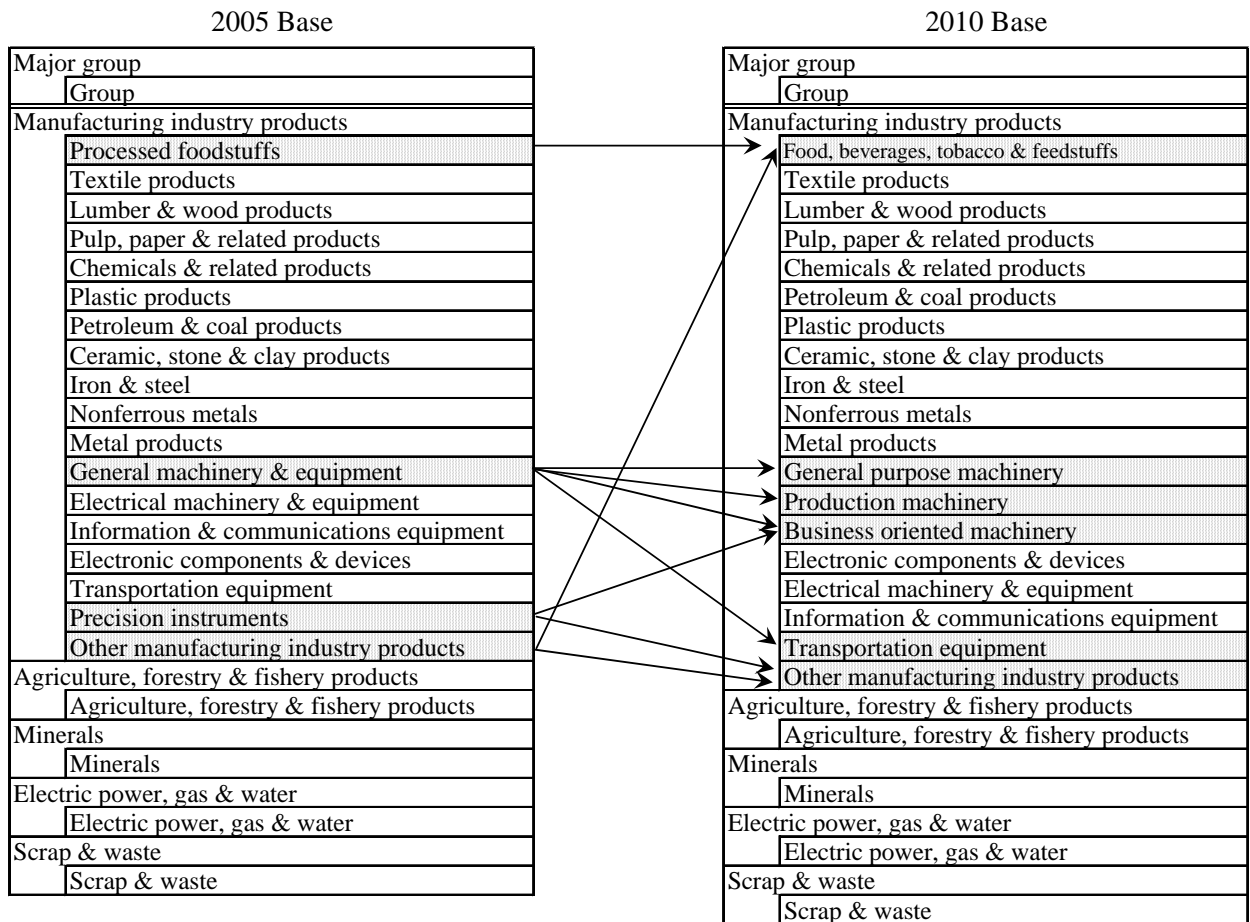 2005 Base
Major group
Group
Manufacturing industry products
Processed foodstuffs
Textile products
Lumber & wood products
Pulp, paper & related products
Chemicals & related products
Plastic products
Petroleum & coal products
Ceramic, stone & clay products
Iron & steel
Nonferrous metals
Metal products
General machinery & equipment
Electrical machinery & equipment
Information & communications equipment
Electronic components & devices
Transportation equipment
Precision instruments
Other manufacturing industry products
Agriculture, forestry & fishery products
Agriculture, forestry & fishery products
Minerals
Minerals
Electric power, gas & water
Electric power, gas & water
Scrap & waste
Scrap & waste
2010 Base
Major group
Group
Manufacturing industry products
Food, beverages, tobacco & feedstuffs
Textile products
Lumber & wood products
Pulp, paper & related products
Chemicals & related products
Petroleum & coal products
Plastic products
Ceramic, stone & clay products
Iron & steel
Nonferrous metals
Metal products
General purpose machinery
Production machinery
Business oriented machinery
Electronic components & devices
Electrical machinery & equipment
Information & communications equipment
Transportation equipment
Other manufacturing industry products
Agriculture, forestry & fishery products
Agriculture, forestry & fishery products
Minerals
Minerals
Electric power, gas & water
Electric power, gas & water
Scrap & waste
Scrap & waste